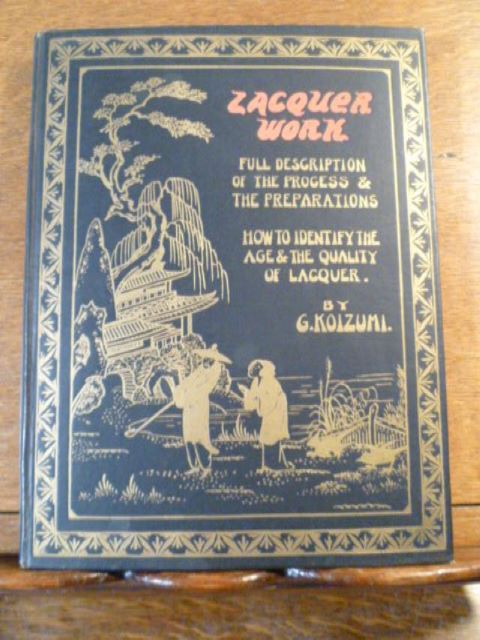 LACQUER
WORK
FULL DESCRIPTION
OF THE PROCESS &
THE PREPARATIONS
HOW TO IDENTIFY THE
AGE & THE QUALITY
OF LACQUER.
BY
G. KOIZUMI.